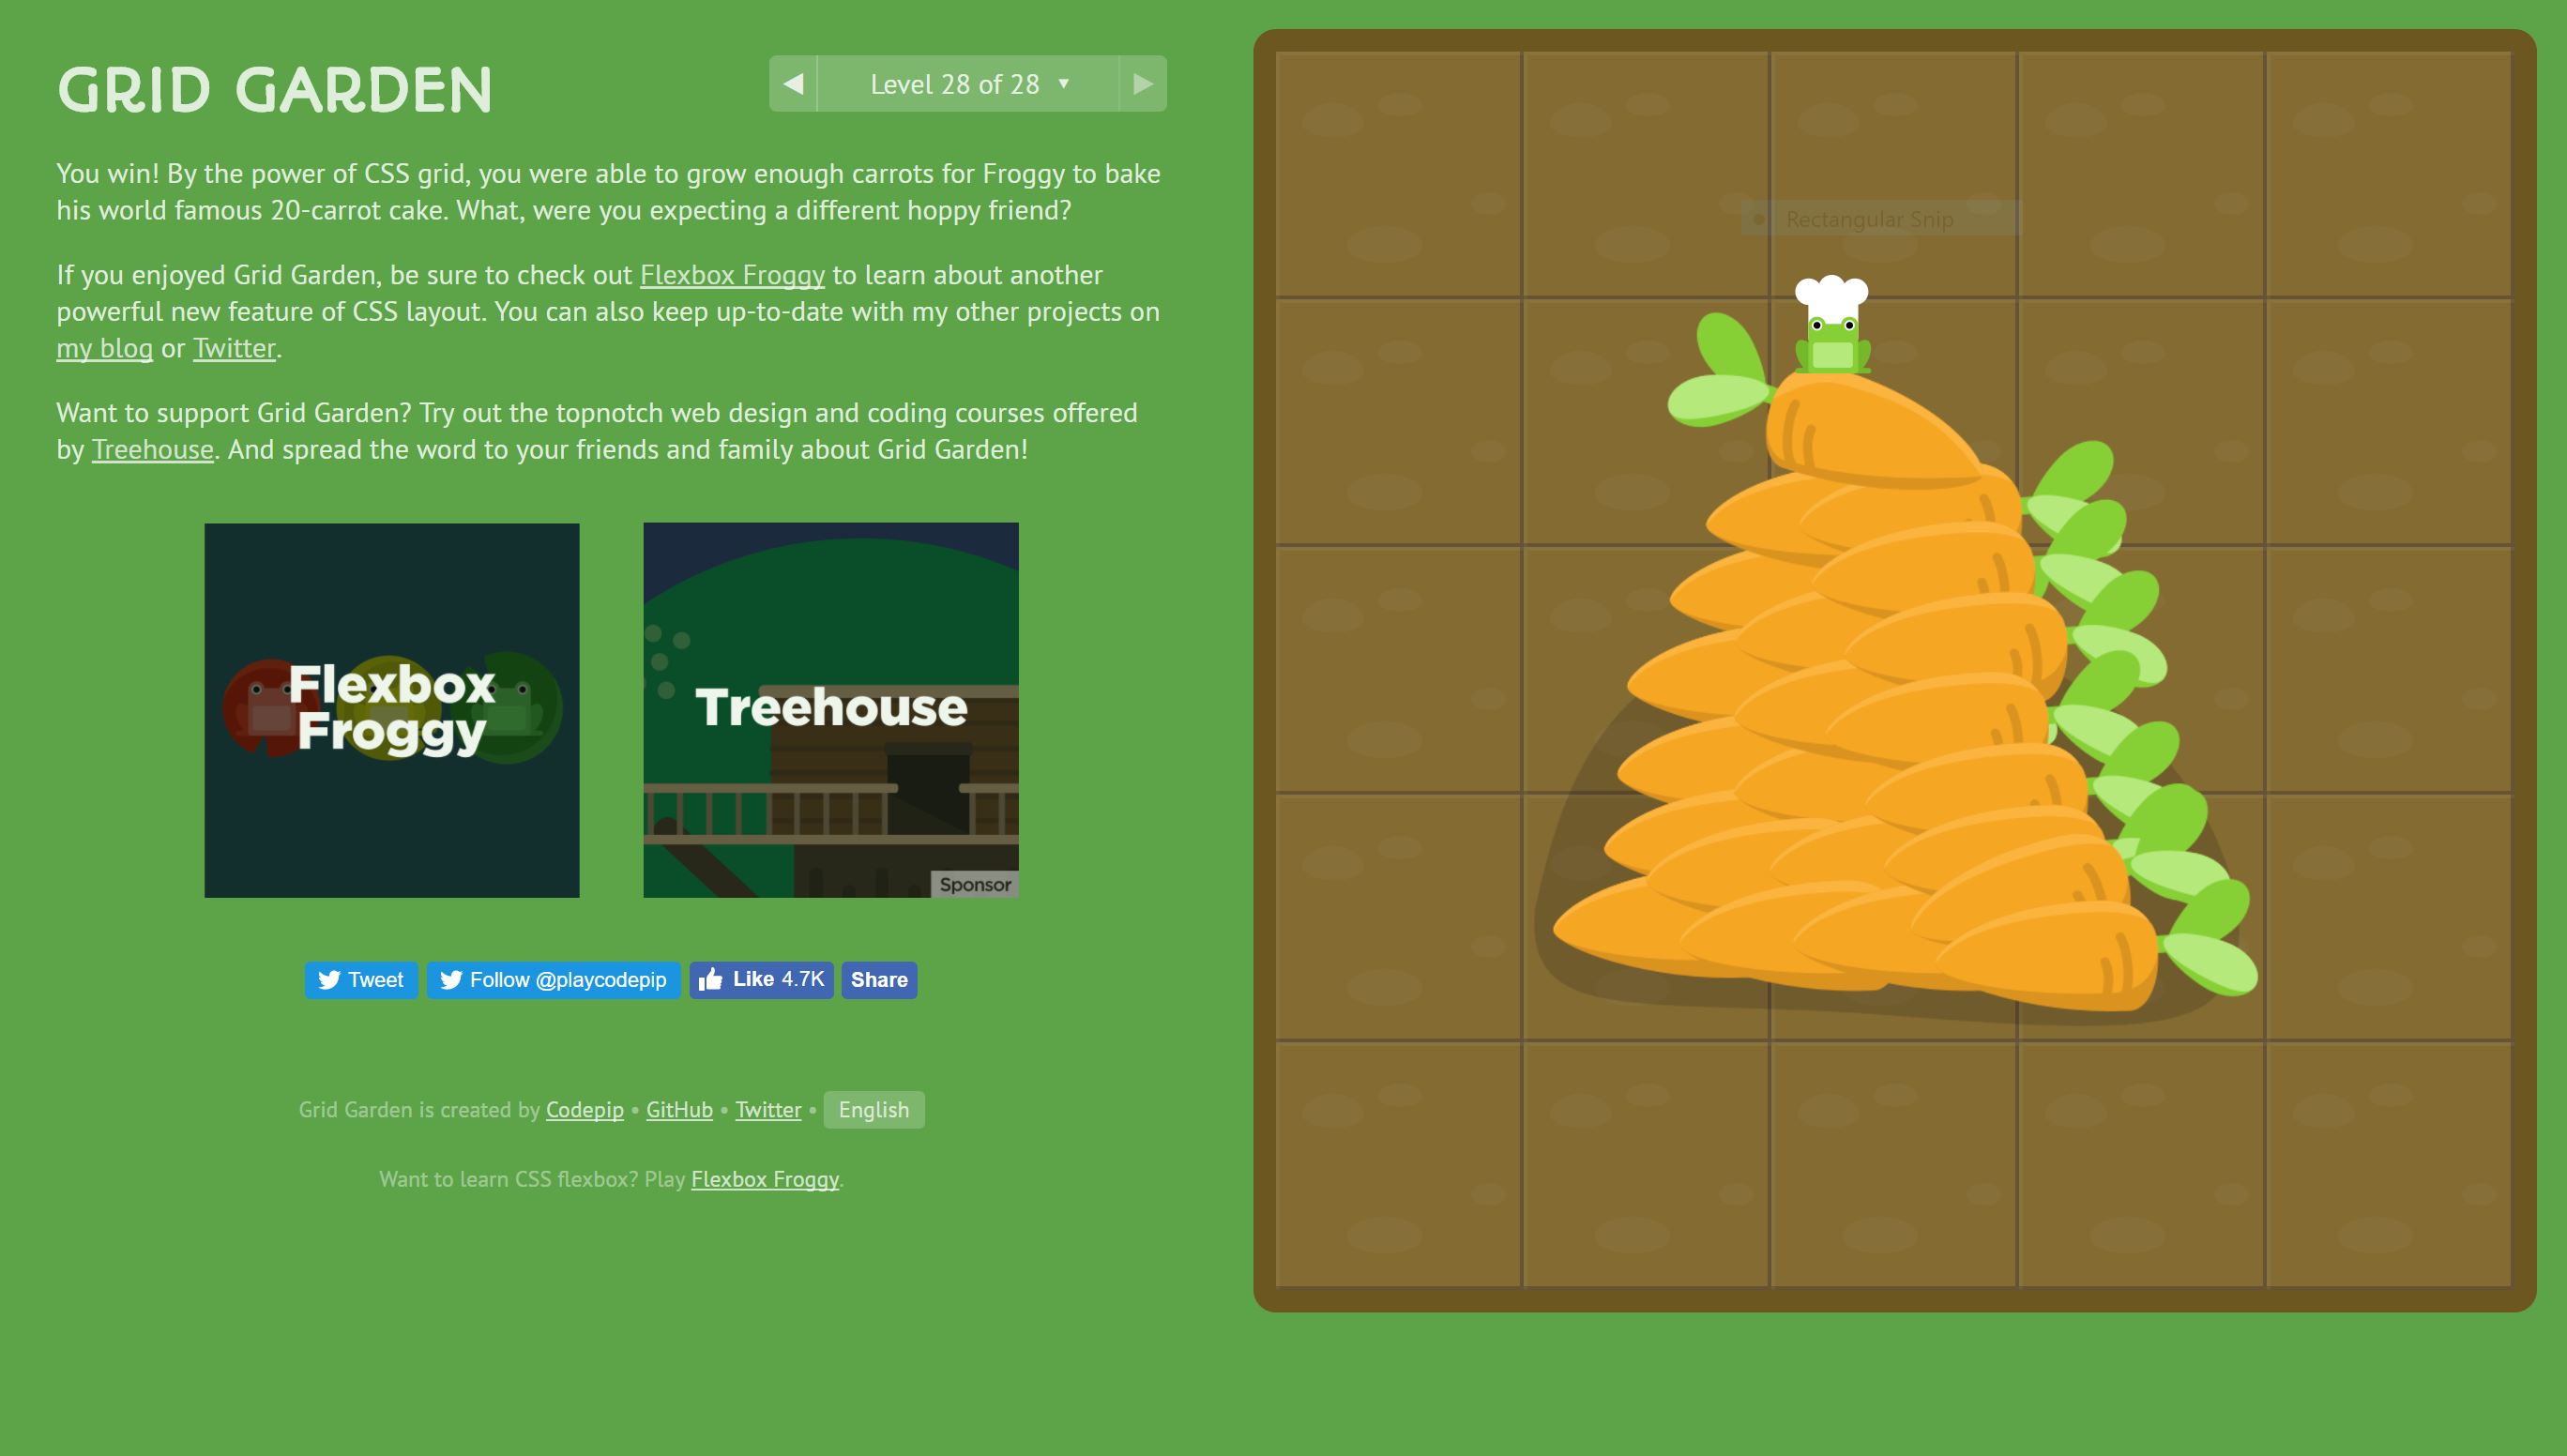 GRID GARDEN
Level 28 of 28
You win! By the power of CSS grid, you were able to grow enough carrots for Froggy to bake
his world famous 20-carrot cake. What, were you expecting a different hoppy friend?
If you enjoyed Grid Garden, be sure to check out Flexbox Froggy to learn about another
powerful new feature of CSS layout. You can also keep up-to-date with my other projects on
my blog or Twitter.
Want to support Grid Garden? Try out the topnotch web design and coding courses offered
by Treehouse. And spread the word to your friends and family about Grid Garden!
Flexbox
Froggy
Treehouse
Sponsor
Tweet
Follow @playcodepip
Like 4.7K
Share
Grid Garden is created by Codepip • GitHub • Twitter • English
Want to learn CSS flexbox? Play Flexbox Froggy.
Rectangular Snip